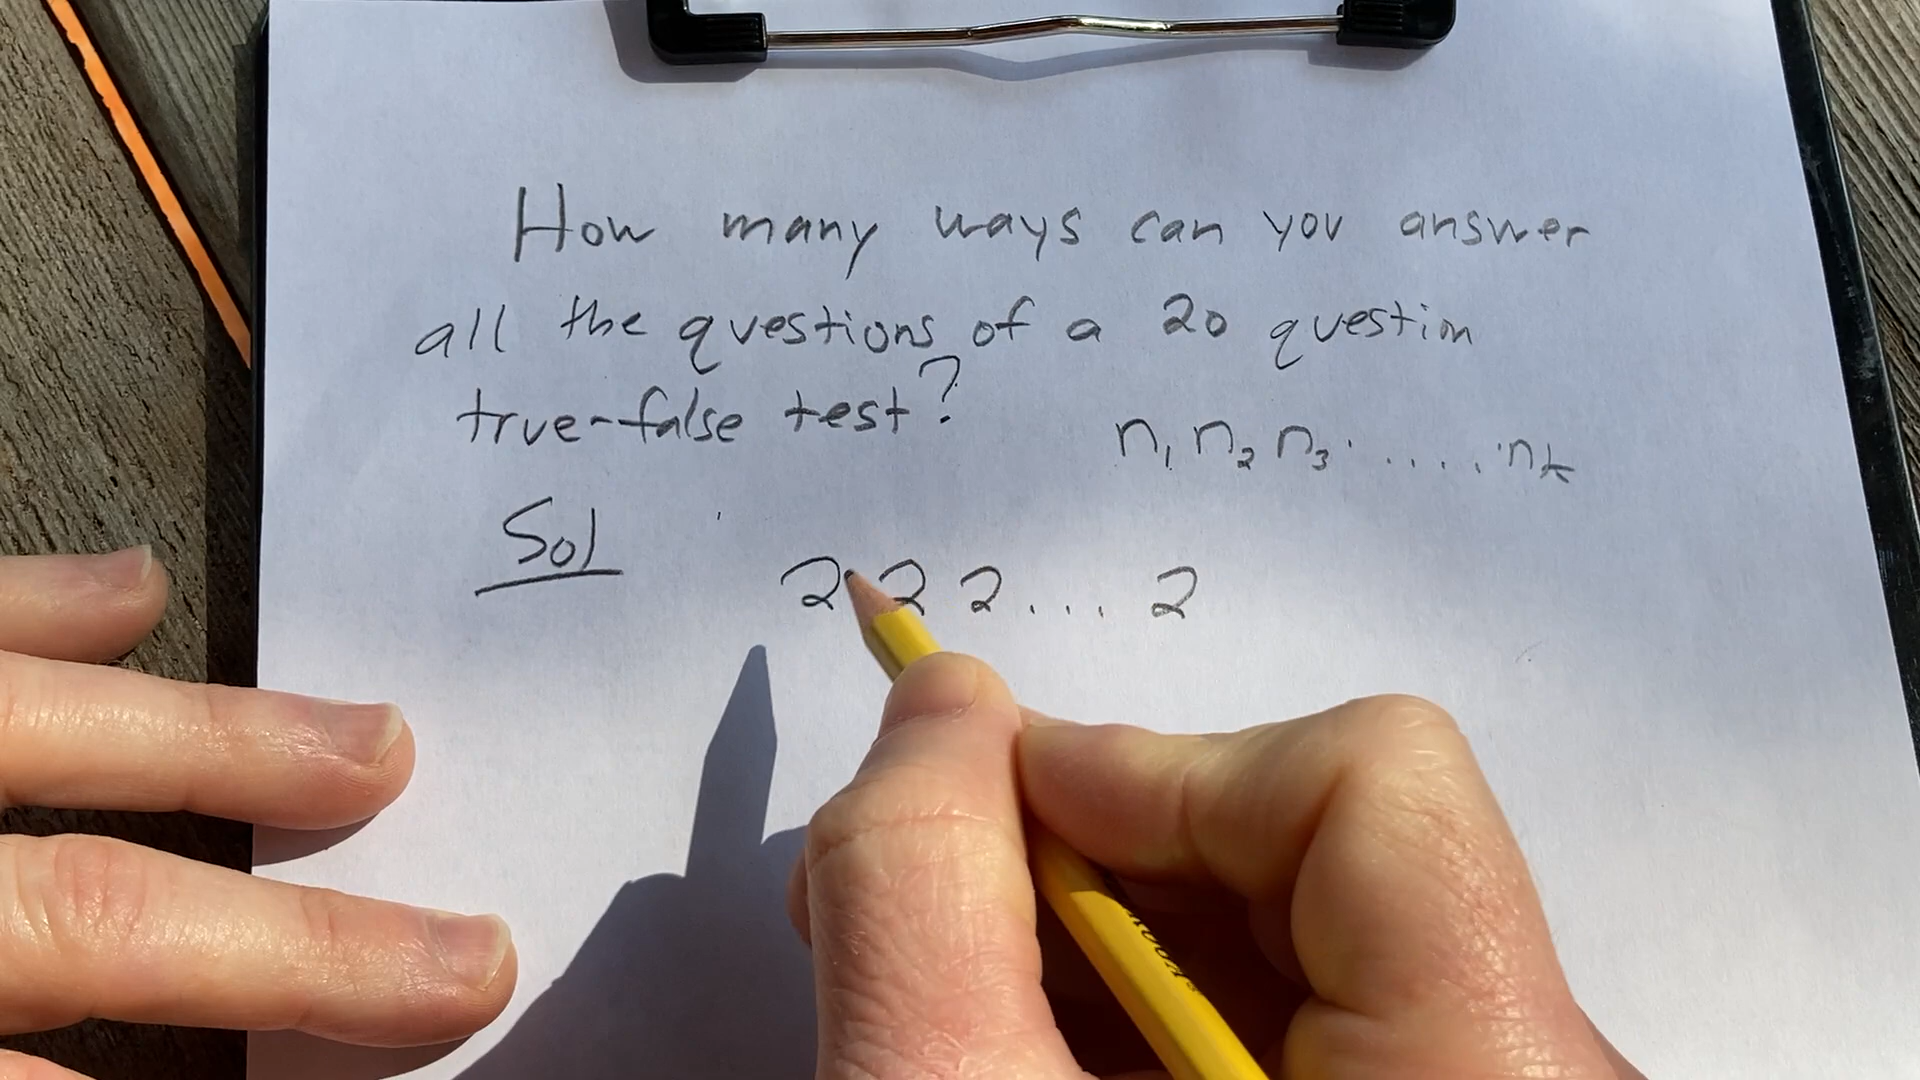 How many ways can you answer
all the questions of a 20 question
true-false test?
n₁ n₂ n₃ · .... · nₖ
Sol
2 · 2 2 .... 2